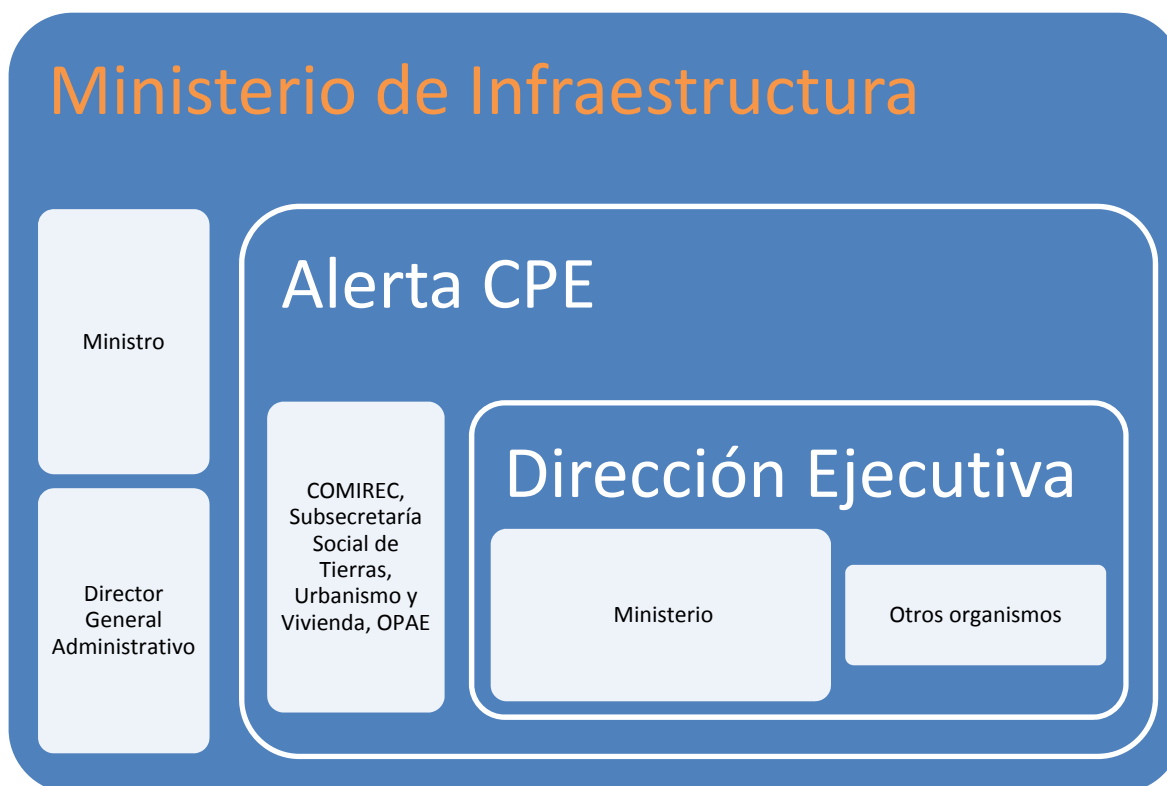 Ministerio de Infraestructura
Ministro
Director
General
Administrativo
Alerta CPE
COMIREC,
Subsecretaría
Social de
Tierras,
Urbanismo y
Vivienda, OPAE
Dirección Ejecutiva
Ministerio
Otros organismos